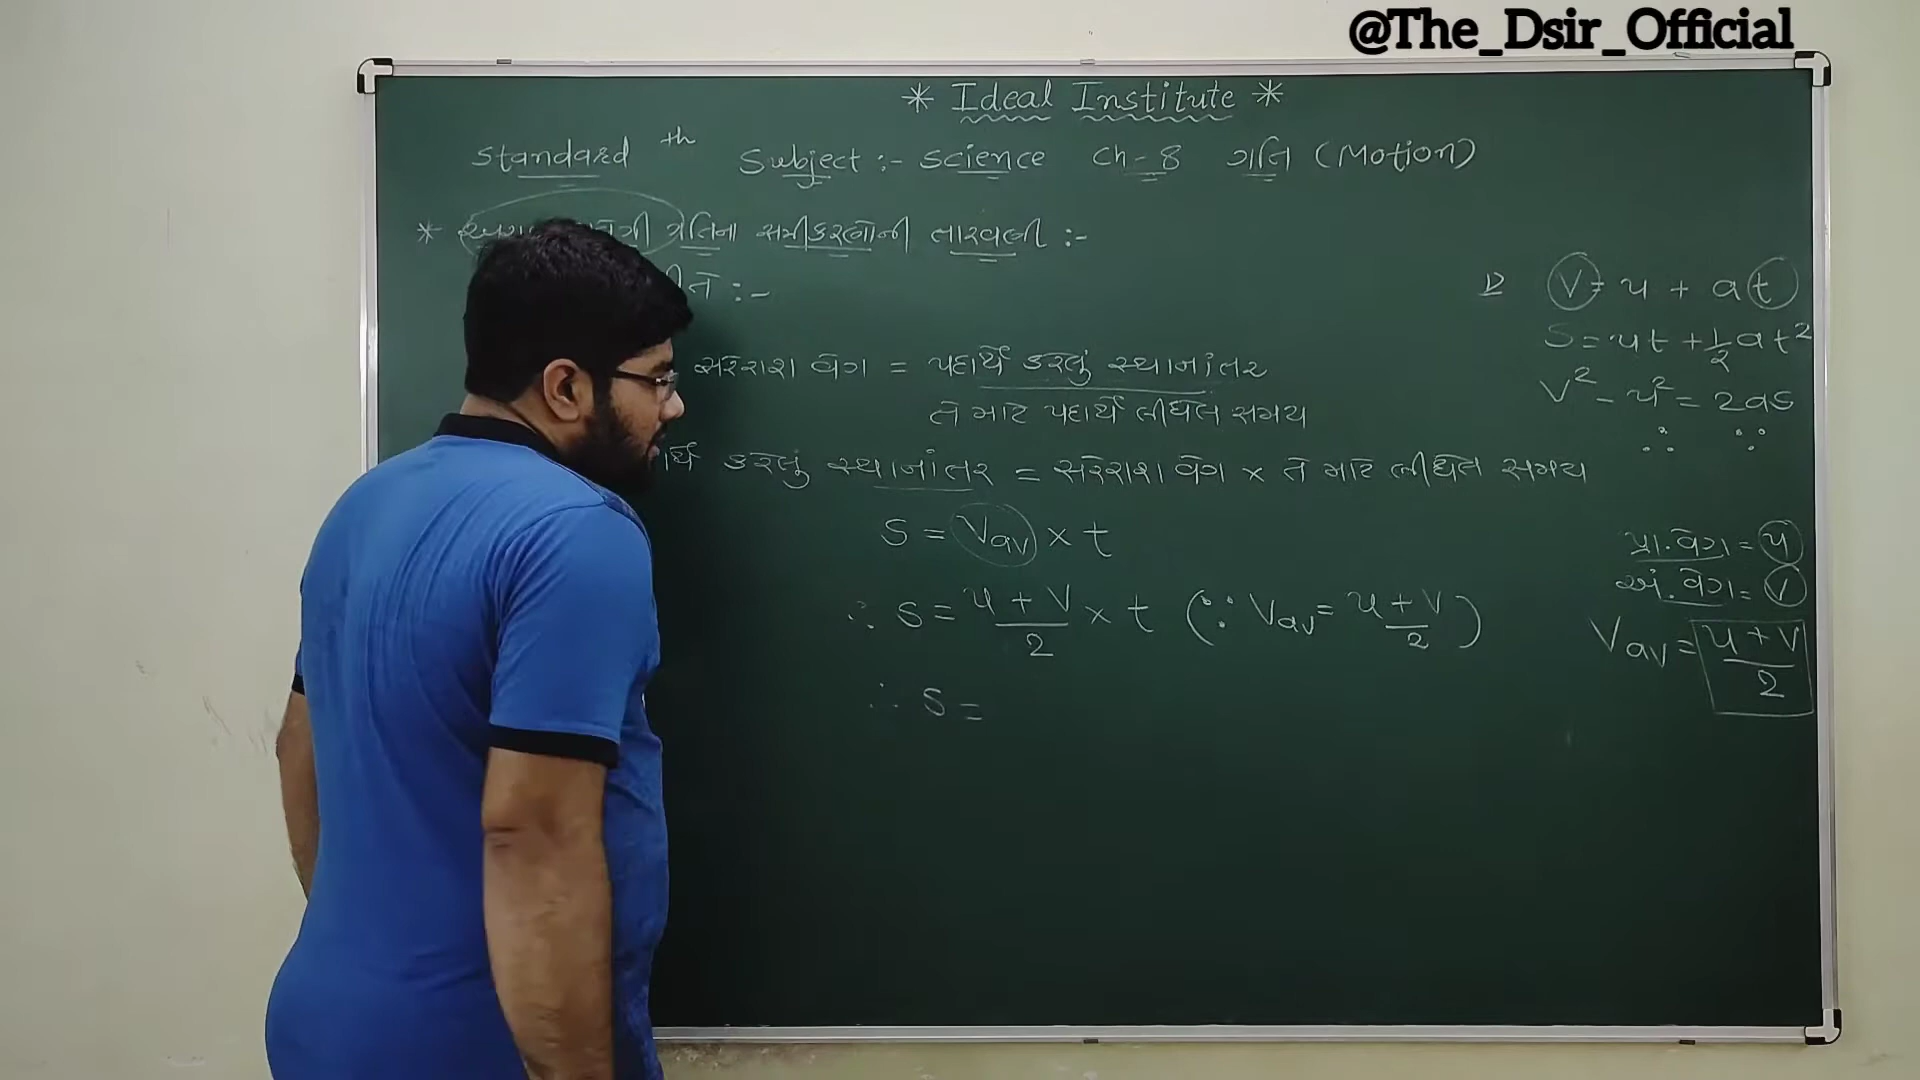 @The_Dsir_Official
* Ideal Institute *
Standard th Subject :- Science Ch-8 ગતિ (Motion)
* ગતિના સમીકરણોની તારવણી :-
:-
સરેરાશ વેગ = પદાર્થે કરેલું સ્થાનાંતર
તે માટે પદાર્થે લીધેલ સમય
કરેલું સ્થાનાંતર = સરેરાશ વેગ × તે માટે લીધેલ સમય
S = Vav × t
∴ S = u + V / 2 × t (∵ Vav = u + V / 2)
∴ S =
V = u + at
S = ut + 1/2 at²
V² - u² = 2as
∴ ∵
પ્રા.વેગ = u
અં.વેગ = V
Vav = u + V / 2